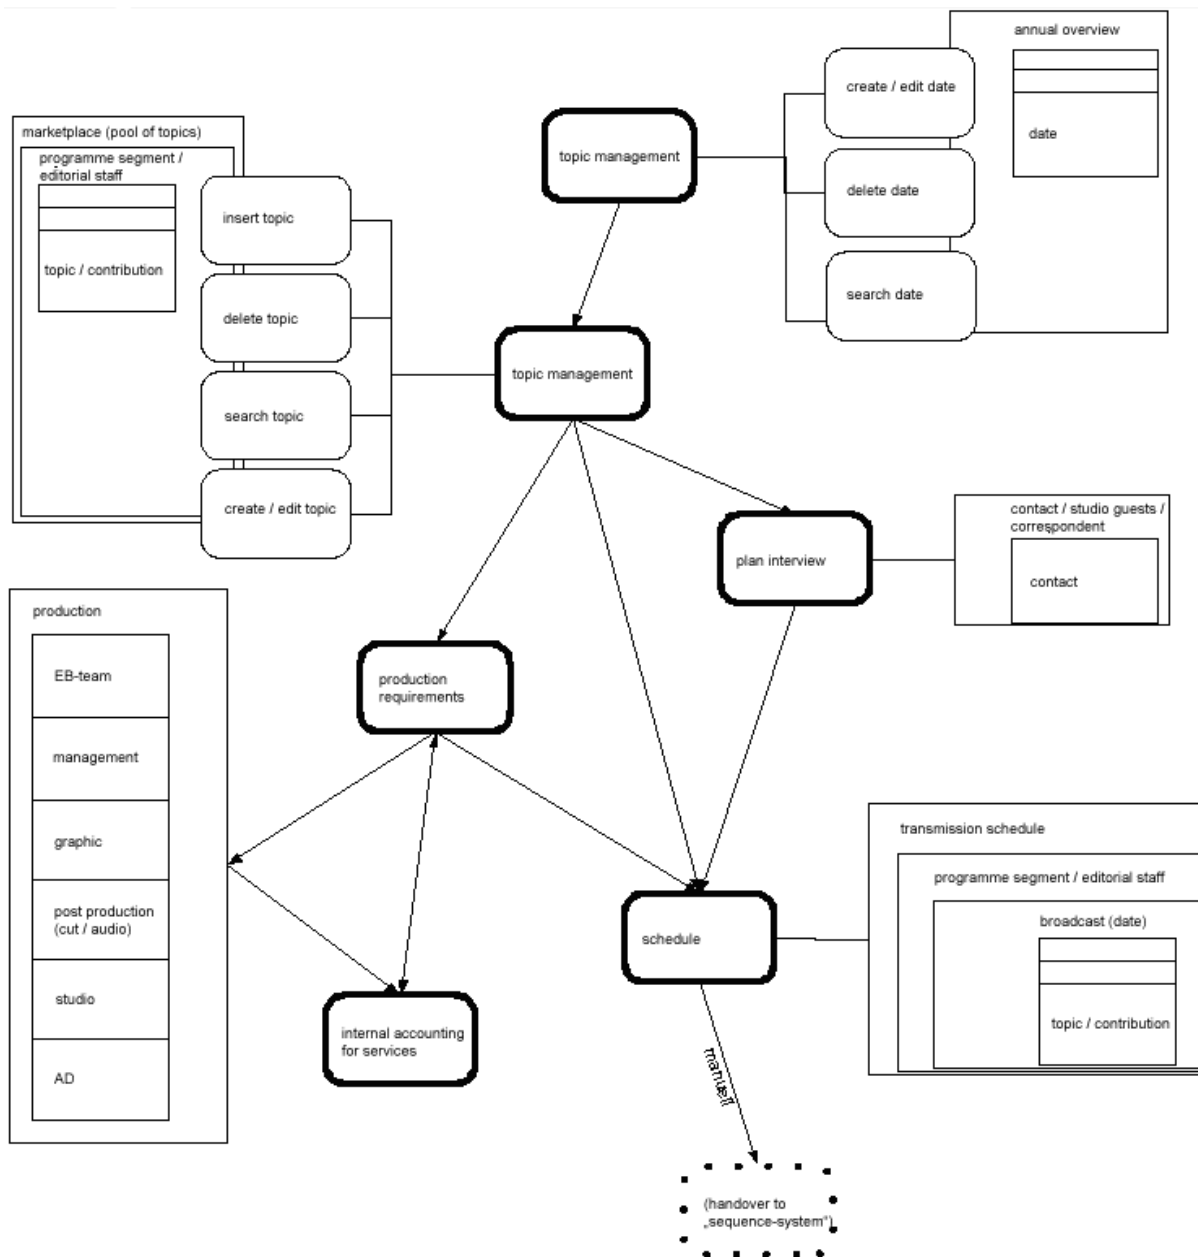 annual overview
create / edit date
date
delete date
search date
topic management
marketplace (pool of topics)
programme segment /
editorial staff
topic / contribution
insert topic
delete topic
search topic
create / edit topic
topic management
contact / studio guests /
correspondent
contact
plan interview
production
EB-team
management
graphic
post production
(cut / audio)
studio
AD
production
requirements
internal accounting
for services
transmission schedule
programme segment / editorial staff
broadcast (date)
topic / contribution
schedule
manuell
(handover to
„sequence-system“)